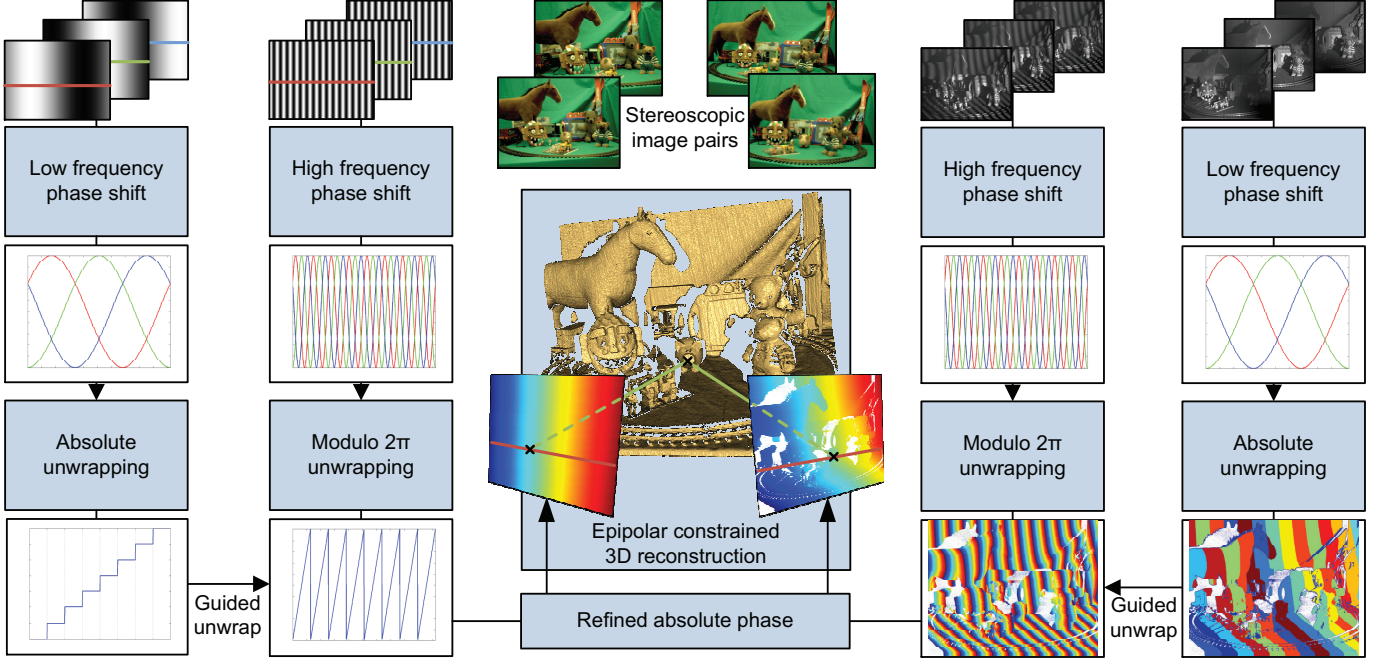 Stereoscopic
image pairs
Low frequency
phase shift
High frequency
phase shift
High frequency
phase shift
Low frequency
phase shift
Absolute
unwrapping
Modulo 2π
unwrapping
Modulo 2π
unwrapping
Absolute
unwrapping
Epipolar constrained
3D reconstruction
Guided
unwrap
Refined absolute phase
Guided
unwrap